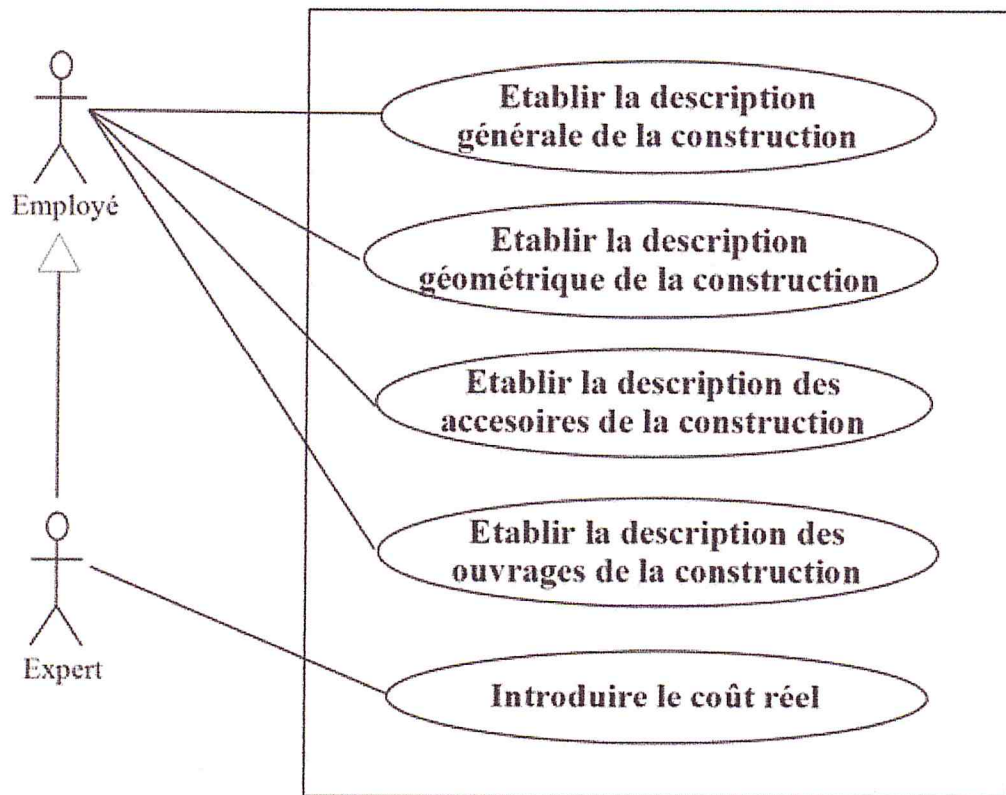 Etablir la description
générale de la construction
Employé
Etablir la description
géométrique de la construction
Etablir la description des
accesoires de la construction
Etablir la description des
ouvrages de la construction
Expert
Introduire le coût réel